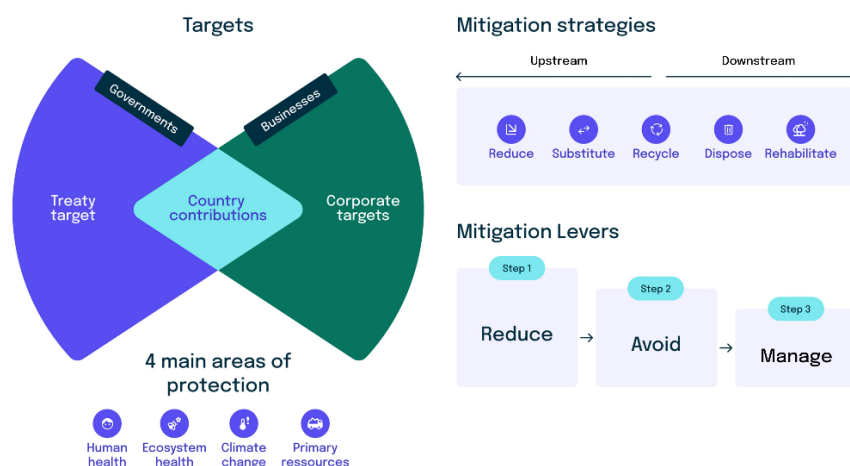 Targets
Governments
Businesses
Treaty
target
Country
contributions
Corporate
targets
4 main areas of
protection
Human
health
Ecosystem
health
Climate
change
Primary
ressources
Mitigation strategies
Upstream
Downstream
Reduce
Substitute
Recycle
Dispose
Rehabilitate
Mitigation Levers
Step 1
Reduce
Step 2
Avoid
Step 3
Manage